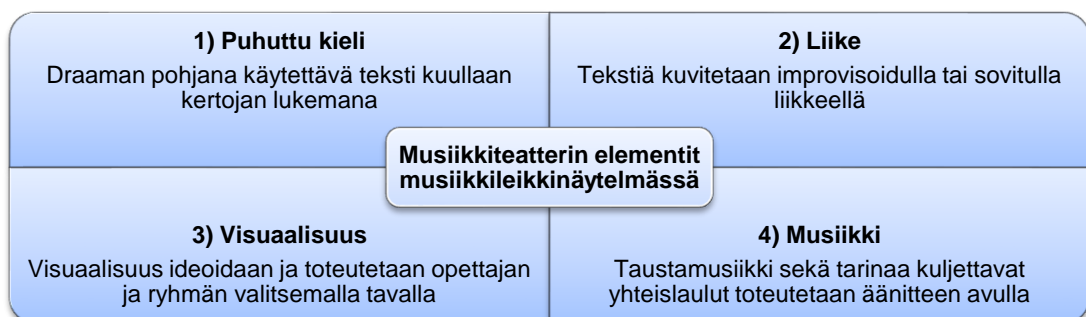 1) Puhuttu kieli
Draaman pohjana käytettävä teksti kuullaan
kertojan lukemana
2) Liike
Tekstiä kuvitetaan improvisoidulla tai sovitulla
liikkeellä
Musiikkiteatterin elementit
musiikkileikkinäytelmässä
3) Visuaalisuus
Visuaalisuus ideoidaan ja toteutetaan opettajan
ja ryhmän valitsemalla tavalla
4) Musiikki
Taustamusiikki sekä tarinaa kuljettavat
yhteislaulut toteutetaan äänitteen avulla